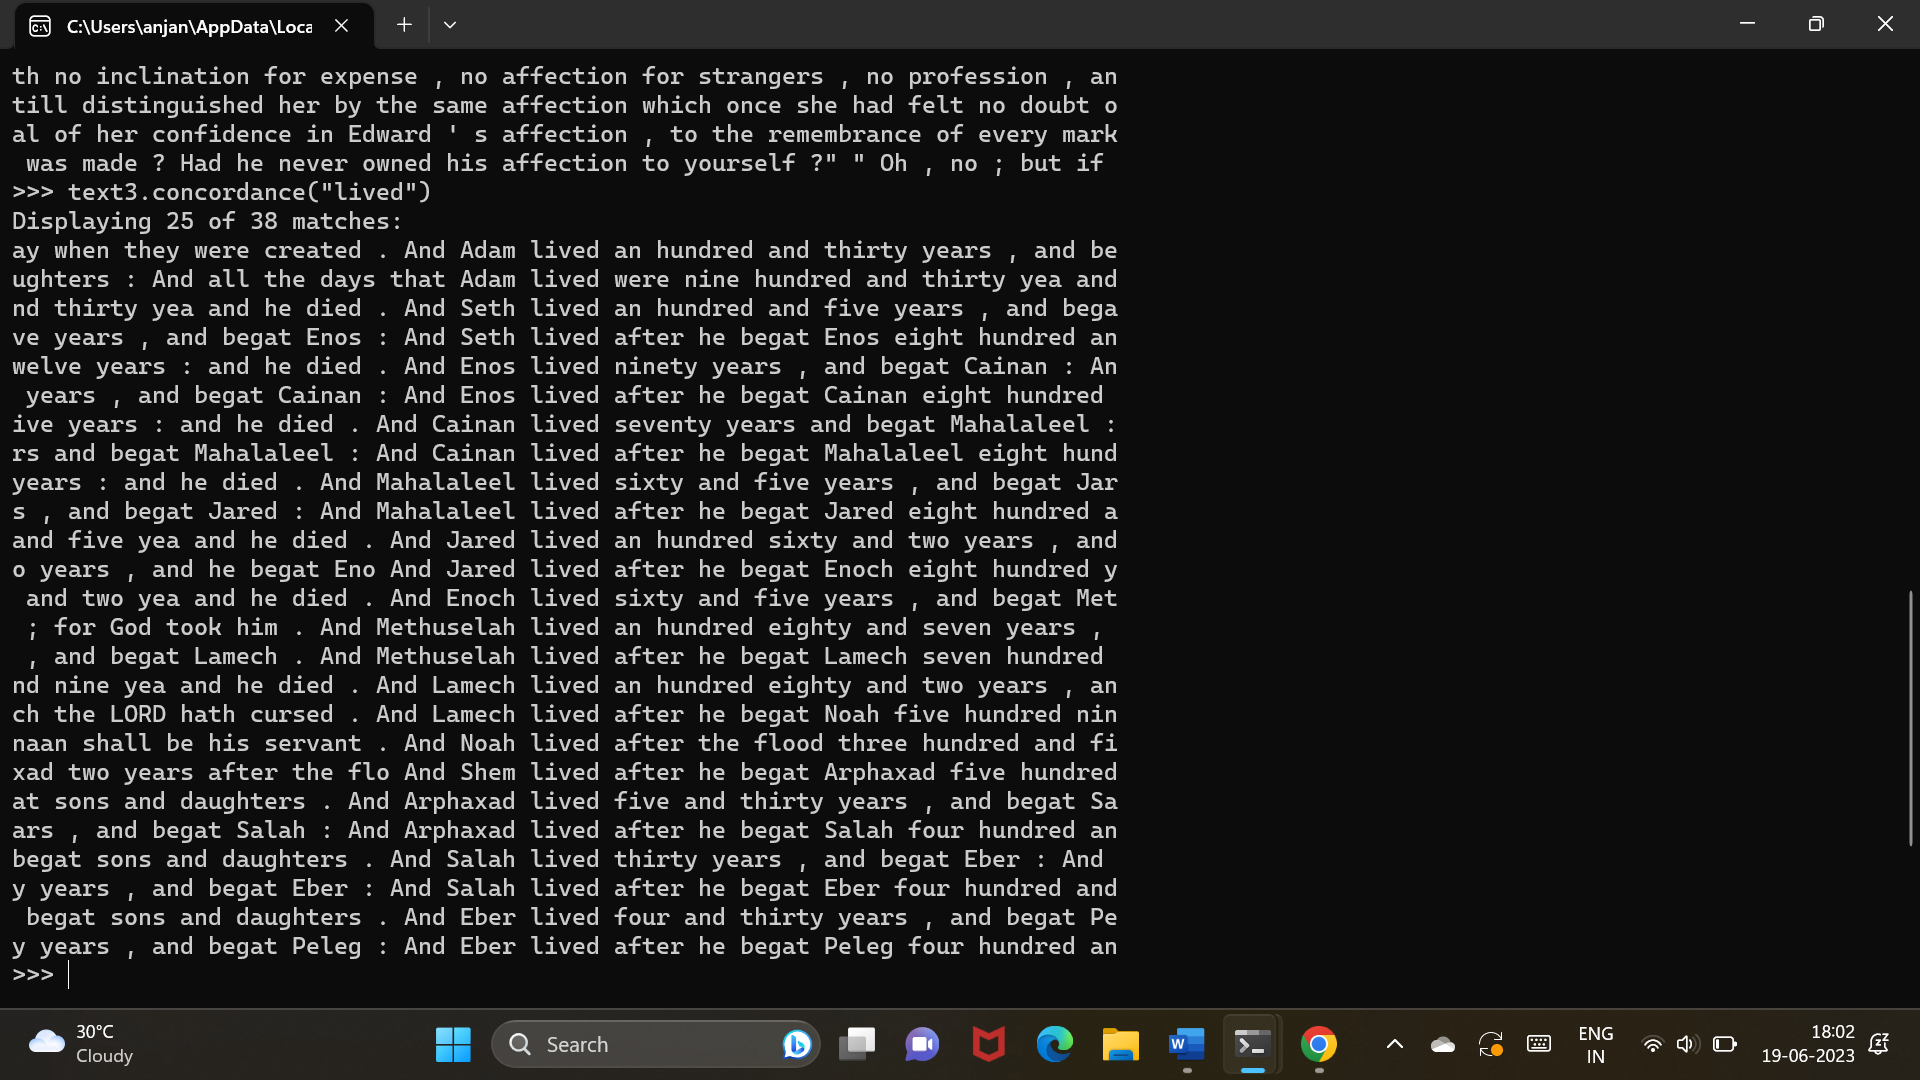 C:\Users\anjan\AppData\Loca
th no inclination for expense , no affection for strangers , no profession , an
till distinguished her by the same affection which once she had felt no doubt o
al of her confidence in Edward ' s affection , to the remembrance of every mark
 was made ? Had he never owned his affection to yourself ?" " Oh , no ; but if
>>> text3.concordance("lived")
Displaying 25 of 38 matches:
ay when they were created . And Adam lived an hundred and thirty years , and be
ughters : And all the days that Adam lived were nine hundred and thirty yea and
nd thirty yea and he died . And Seth lived an hundred and five years , and bega
ve years , and begat Enos : And Seth lived after he begat Enos eight hundred an
welve years : and he died . And Enos lived ninety years , and begat Cainan : An
 years , and begat Cainan : And Enos lived after he begat Cainan eight hundred
ive years : and he died . And Cainan lived seventy years and begat Mahalaleel :
rs and begat Mahalaleel : And Cainan lived after he begat Mahalaleel eight hund
years : and he died . And Mahalaleel lived sixty and five years , and begat Jar
s , and begat Jared : And Mahalaleel lived after he begat Jared eight hundred a
and five yea and he died . And Jared lived an hundred sixty and two years , and
o years , and he begat Eno And Jared lived after he begat Enoch eight hundred y
 and two yea and he died . And Enoch lived sixty and five years , and begat Met
 ; for God took him . And Methuselah lived an hundred eighty and seven years ,
 , and begat Lamech . And Methuselah lived after he begat Lamech seven hundred
nd nine yea and he died . And Lamech lived an hundred eighty and two years , an
ch the LORD hath cursed . And Lamech lived after he begat Noah five hundred nin
naan shall be his servant . And Noah lived after the flood three hundred and fi
xad two years after the flo And Shem lived after he begat Arphaxad five hundred
at sons and daughters . And Arphaxad lived five and thirty years , and begat Sa
ars , and begat Salah : And Arphaxad lived after he begat Salah four hundred an
begat sons and daughters . And Salah lived thirty years , and begat Eber : And
y years , and begat Eber : And Salah lived after he begat Eber four hundred and
 begat sons and daughters . And Eber lived four and thirty years , and begat Pe
y years , and begat Peleg : And Eber lived after he begat Peleg four hundred an
>>>
30°C
Cloudy
Search
ENG
IN
18:02
19-06-2023